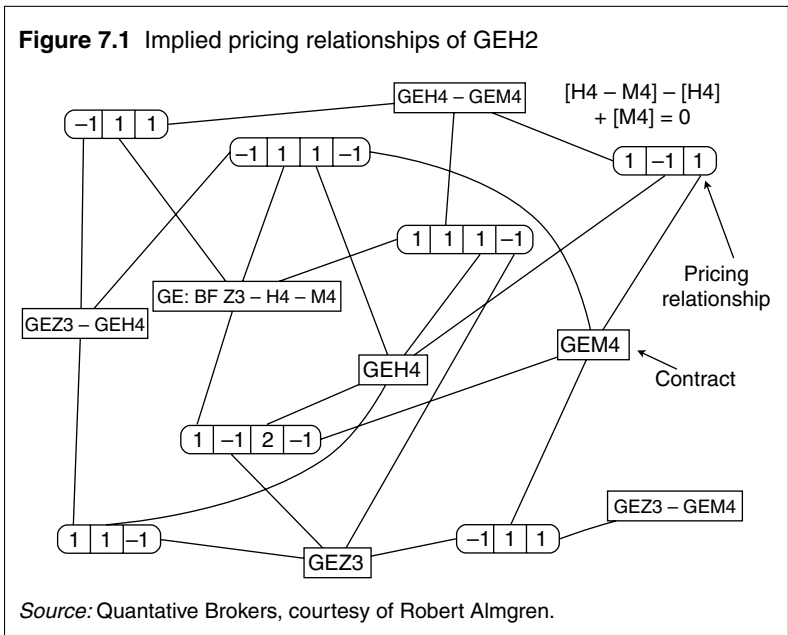 Figure 7.1 Implied pricing relationships of GEH2
GEH4 – GEM4
[H4 – M4] – [H4]
+ [M4] = 0
–1 1 1
–1 1 1 –1
1 –1 1
1 1 1 –1
Pricing
relationship
GE: BF Z3 – H4 – M4
GEZ3 – GEH4
GEM4
GEH4
Contract
1 –1 2 –1
GEZ3 – GEM4
1 1 –1
–1 1 1
GEZ3
Source: Quantative Brokers, courtesy of Robert Almgren.